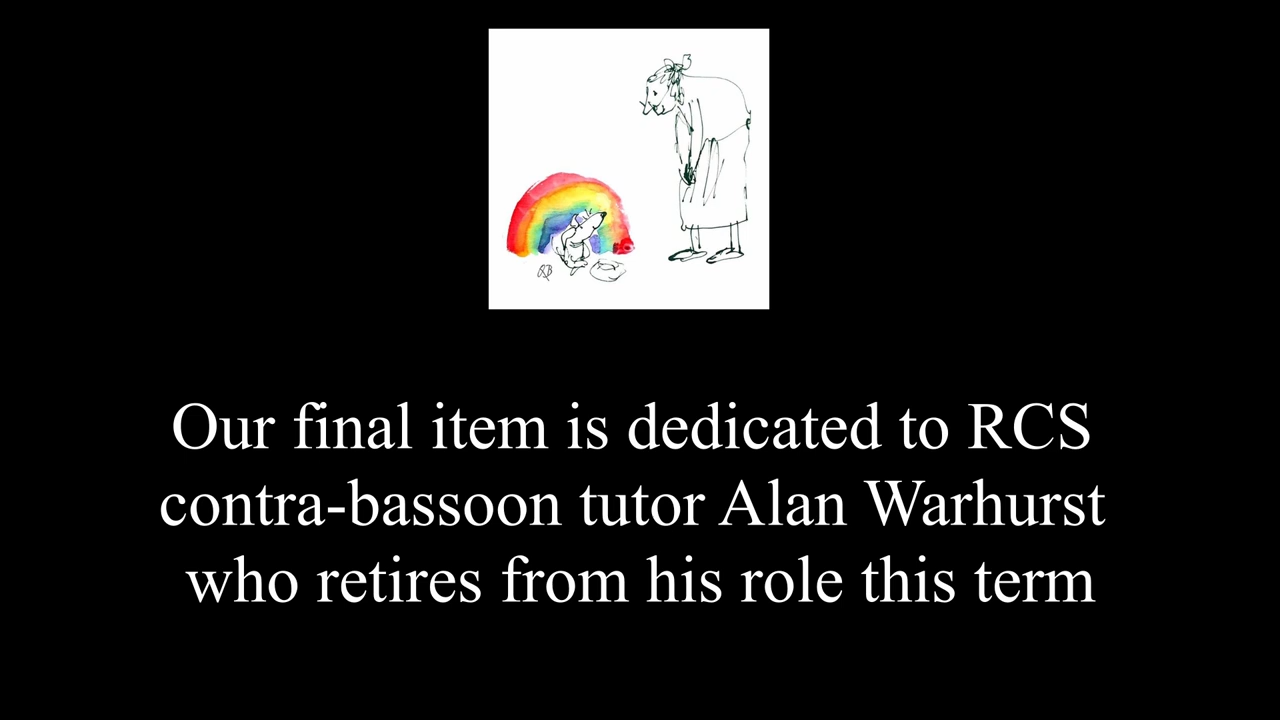 Our final item is dedicated to RCS
contra-bassoon tutor Alan Warhurst
who retires from his role this term